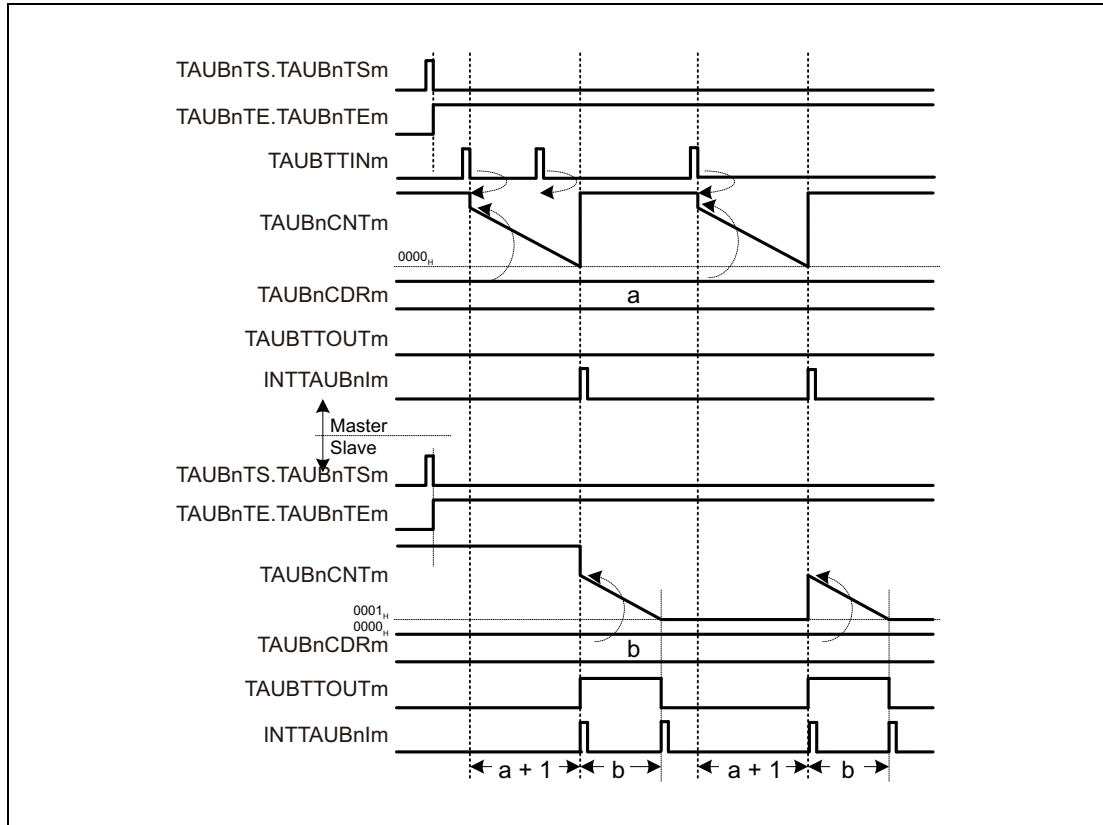 TAUBnTS.TAUBnTSm
TAUBnTE.TAUBnTEm
TAUBTTINm
TAUBnCNTm
0000H
TAUBnCDRm
a
TAUBTTOUTm
INTTAUBnIm
Master
Slave
TAUBnTS.TAUBnTSm
TAUBnTE.TAUBnTEm
TAUBnCNTm
0001H
0000H
TAUBnCDRm
b
TAUBTTOUTm
INTTAUBnIm
a + 1 b a + 1 b